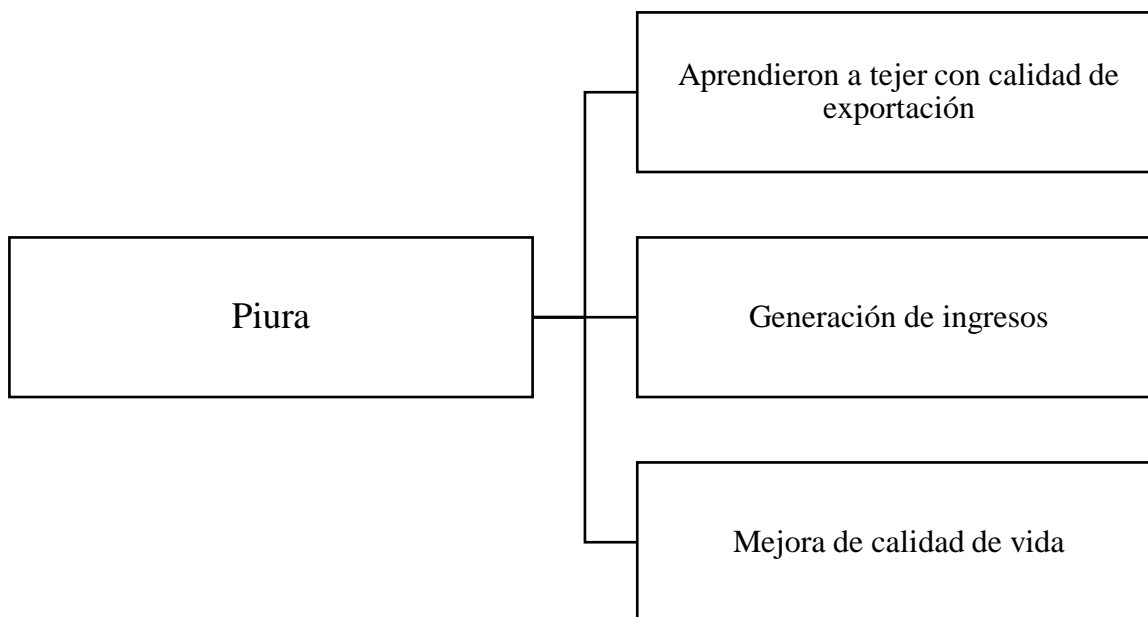 Aprendieron a tejer con calidad de
exportación
Piura
Generación de ingresos
Mejora de calidad de vida